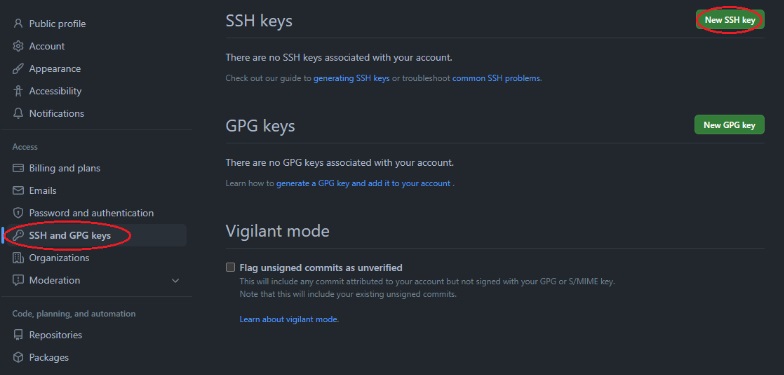 Public profile
Account
Appearance
Accessibility
Notifications
Access
Billing and plans
Emails
Password and authentication
SSH and GPG keys
Organizations
Moderation
Code, planning, and automation
Repositories
Packages
SSH keys
New SSH key
There are no SSH keys associated with your account.
Check out our guide to generating SSH keys or troubleshoot common SSH problems.
GPG keys
New GPG key
There are no GPG keys associated with your account.
Learn how to generate a GPG key and add it to your account .
Vigilant mode
Flag unsigned commits as unverified
This will include any commit attributed to your account but not signed with your GPG or S/MIME key.
Note that this will include your existing unsigned commits.
Learn about vigilant mode.